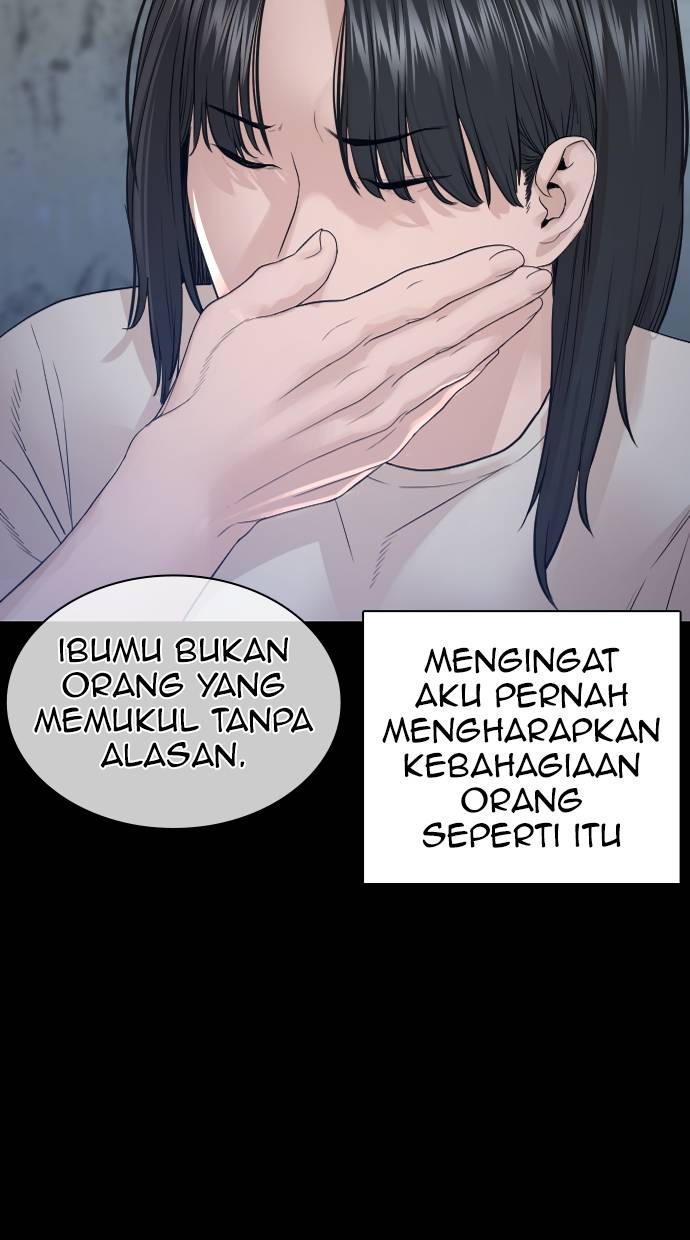 IBUMU BUKAN
ORANG YANG
MEMUKUL TANPA
ALASAN.
MENGINGAT
AKU PERNAH
MENGHARAPKAN
KEBAHAGIAAN
ORANG
SEPERTI ITU